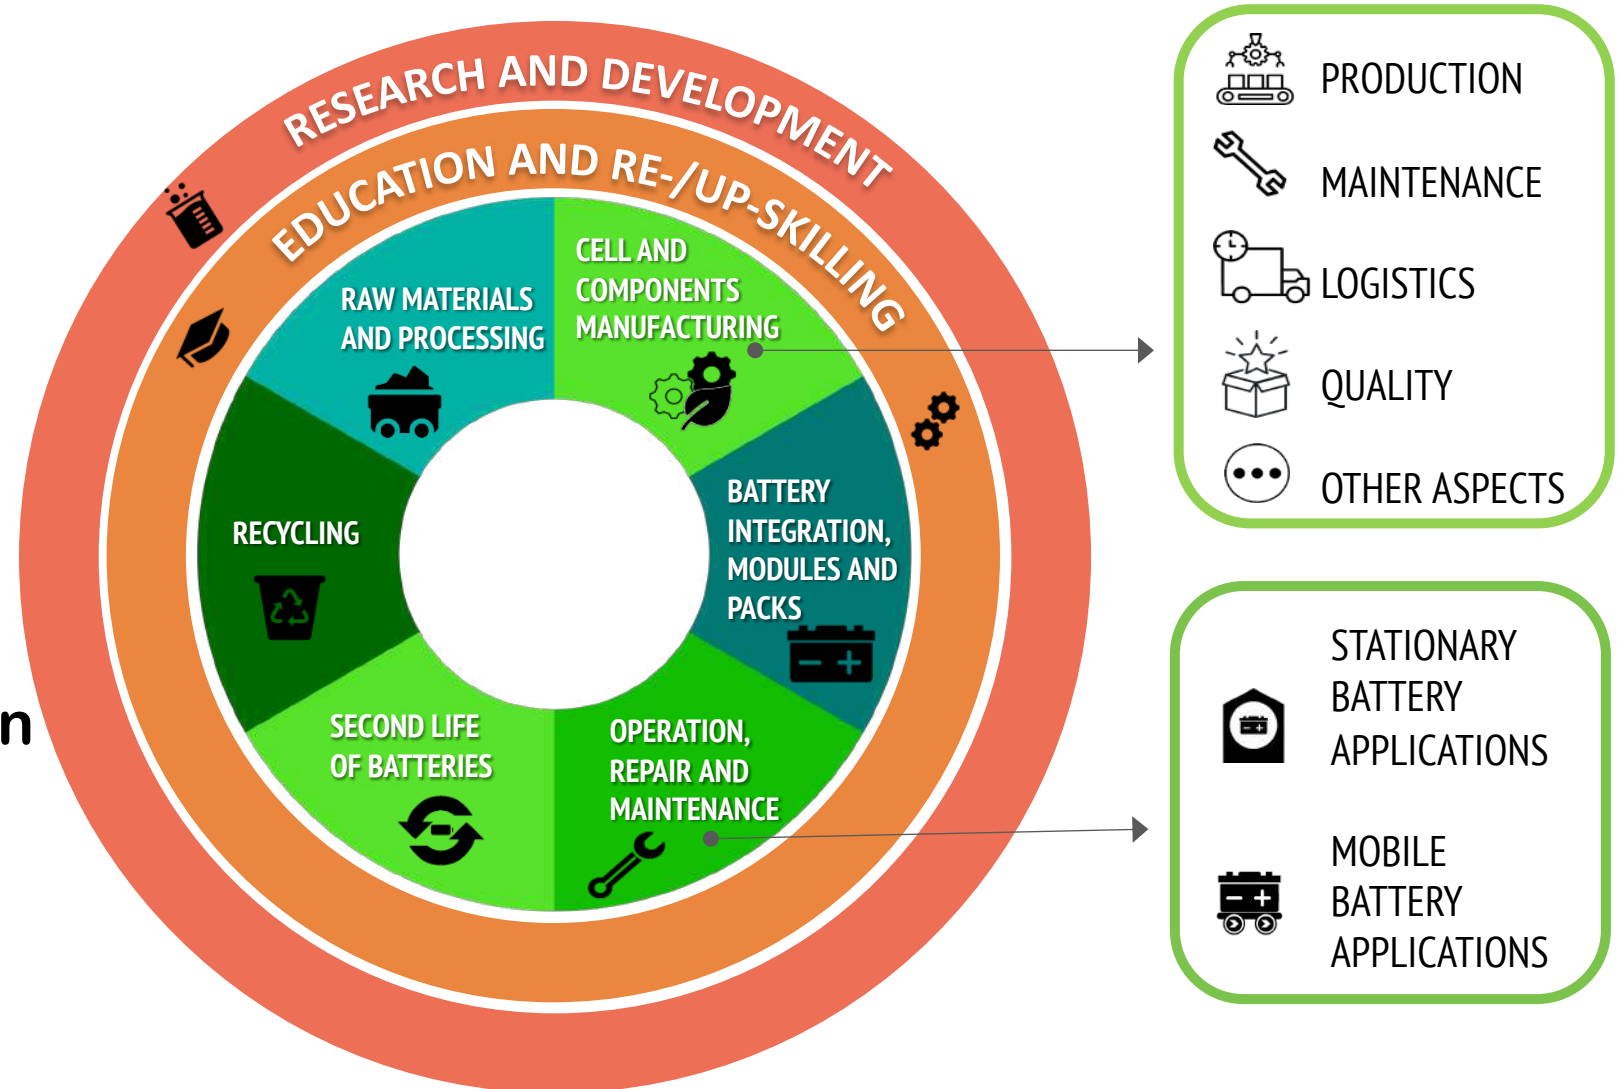 RESEARCH AND DEVELOPMENT
EDUCATION AND RE-/UP-SKILLING
RAW MATERIALS
AND PROCESSING
CELL AND
COMPONENTS
MANUFACTURING
BATTERY
INTEGRATION,
MODULES AND
PACKS
OPERATION,
REPAIR AND
MAINTENANCE
SECOND LIFE
OF BATTERIES
RECYCLING
n
PRODUCTION
MAINTENANCE
LOGISTICS
QUALITY
OTHER ASPECTS
STATIONARY
BATTERY
APPLICATIONS
MOBILE
BATTERY
APPLICATIONS